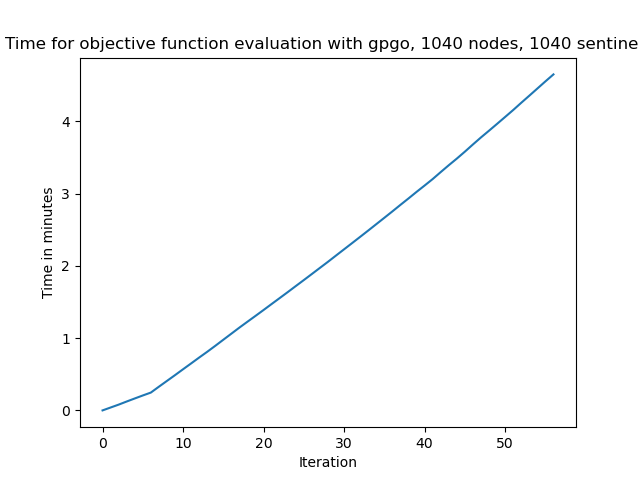 Time for objective function evaluation with gpgo, 1040 nodes, 1040 sentine
Time in minutes
4
3
2
1
0
0 10 20 30 40 50
Iteration